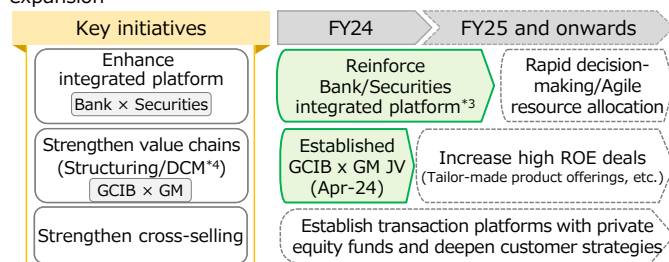 expansion
Key initiatives
FY24
FY25 and onwards
Enhance
integrated platform
Bank × Securities
Reinforce
Bank/Securities
integrated platform*3
Rapid decision-
making/Agile
resource allocation
Strengthen value chains
(Structuring/DCM*4)
GCIB × GM
Established
GCIB x GM JV
(Apr-24)
Increase high ROE deals
(Tailor-made product offerings, etc.)
Strengthen cross-selling
Establish transaction platforms with private
equity funds and deepen customer strategies